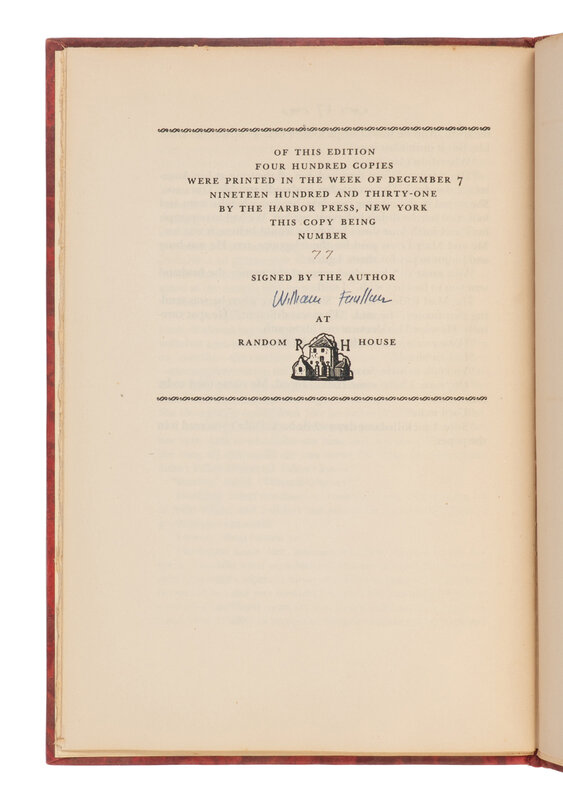 OF THIS EDITION
FOUR HUNDRED COPIES
WERE PRINTED IN THE WEEK OF DECEMBER 7
NINETEEN HUNDRED AND THIRTY-ONE
BY THE HARBOR PRESS, NEW YORK
THIS COPY BEING
NUMBER
77
SIGNED BY THE AUTHOR
William Faulkner
AT
RANDOM R H HOUSE